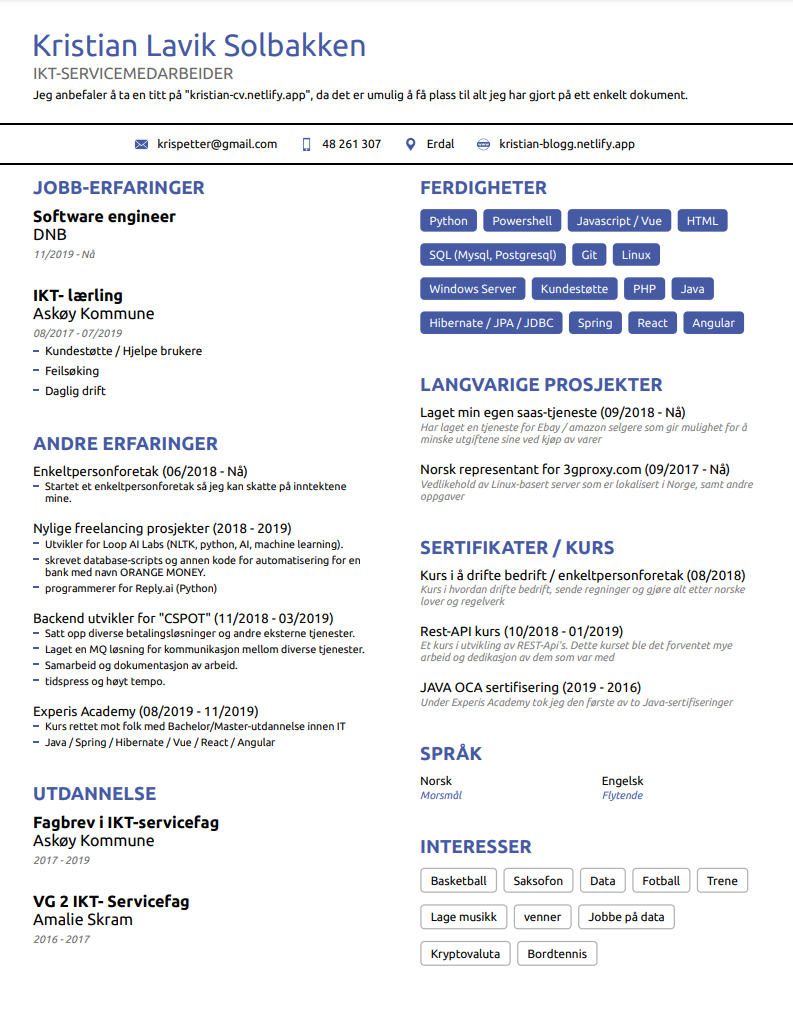 Kristian Lavik Solbakken
IKT-SERVICEMEDARBEIDER
Jeg anbefaler å ta en titt på "kristian-cv.netlify.app", da det er umulig å få plass til alt jeg har gjort på ett enkelt dokument.
krispetter@gmail.com 48 261 307 Erdal kristian-blogg.netlify.app
JOBB-ERFARINGER
Software engineer
DNB
11/2019 - Nå
IKT- lærling
Askøy Kommune
08/2017 - 07/2019
– Kundestøtte / Hjelpe brukere
– Feilsøking
– Daglig drift
ANDRE ERFARINGER
Enkeltpersonforetak (06/2018 - Nå)
– Startet et enkeltpersonforetak så jeg kan skatte på inntektene
mine.
Nylige freelancing prosjekter (2018 - 2019)
– Utvikler for Loop AI Labs (NLTK, python, AI, machine learning).
– skrevet database-scripts og annen kode for automatisering for en
bank med navn ORANGE MONEY.
– programmerer for Reply.ai (Python)
Backend utvikler for "CSPOT" (11/2018 - 03/2019)
– Satt opp diverse betalingsløsninger og andre eksterne tjenester.
– Laget en MQ løsning for kommunikasjon mellom diverse tjenester.
– Samarbeid og dokumentasjon av arbeid.
– tidspress og høyt tempo.
Experis Academy (08/2019 - 11/2019)
– Kurs rettet mot folk med Bachelor/Master-utdannelse innen IT
– Java / Spring / Hibernate / Vue / React / Angular
UTDANNELSE
Fagbrev i IKT-servicefag
Askøy Kommune
2017 - 2019
VG 2 IKT- Servicefag
Amalie Skram
2016 - 2017
FERDIGHETER
Python Powershell Javascript / Vue HTML
SQL (Mysql, Postgresql) Git Linux
Windows Server Kundestøtte PHP Java
Hibernate / JPA / JDBC Spring React Angular
LANGVARIGE PROSJEKTER
Laget min egen saas-tjeneste (09/2018 - Nå)
Har laget en tjeneste for Ebay / amazon selgere som gir mulighet for å
minske utgiftene sine ved kjøp av varer
Norsk representant for 3gproxy.com (09/2017 - Nå)
Vedlikehold av Linux-basert server som er lokalisert i Norge, samt andre
oppgaver
SERTIFIKATER / KURS
Kurs i å drifte bedrift / enkeltpersonforetak (08/2018)
Kurs i hvordan drifte bedrift, sende regninger og gjøre alt etter norske
lover og regelverk
Rest-API kurs (10/2018 - 01/2019)
Et kurs i utvikling av REST-Api's. Dette kurset ble det forventet mye
arbeid og dedikasjon av dem som var med
JAVA OCA sertifisering (2019 - 2016)
Under Experis Academy tok jeg den første av to Java-sertifiseringer
SPRÅK
Norsk Engelsk
Morsmål Flytende
INTERESSER
Basketball Saksofon Data Fotball Trene
Lage musikk venner Jobbe på data
Kryptovaluta Bordtennis